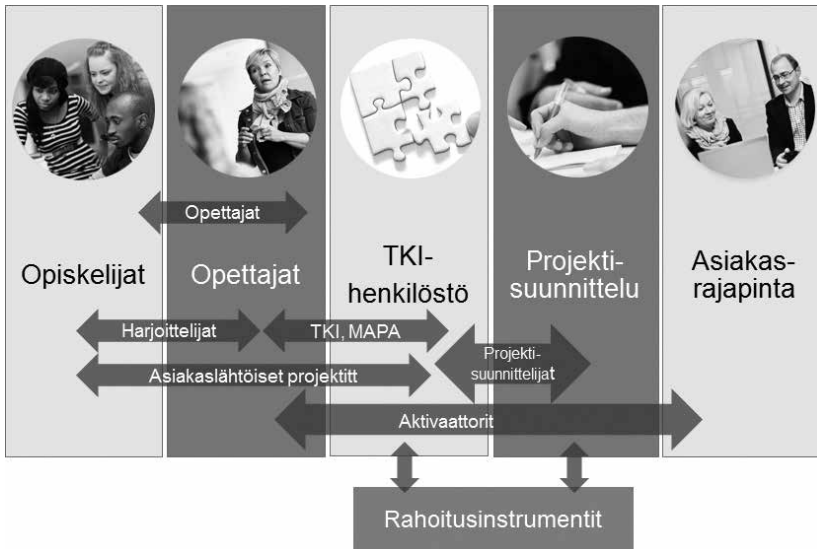 Opettajat
Opiskelijat
Opettajat
TKI-
henkilöstö
Projekti-
suunnittelu
Asiakas-
rajapinta
Harjoittelijat
TKI, MAPA
Projekti-
suunnittelijat
Asiakaslähtöiset projektitt
Aktivaattorit
Rahoitusinstrumentit